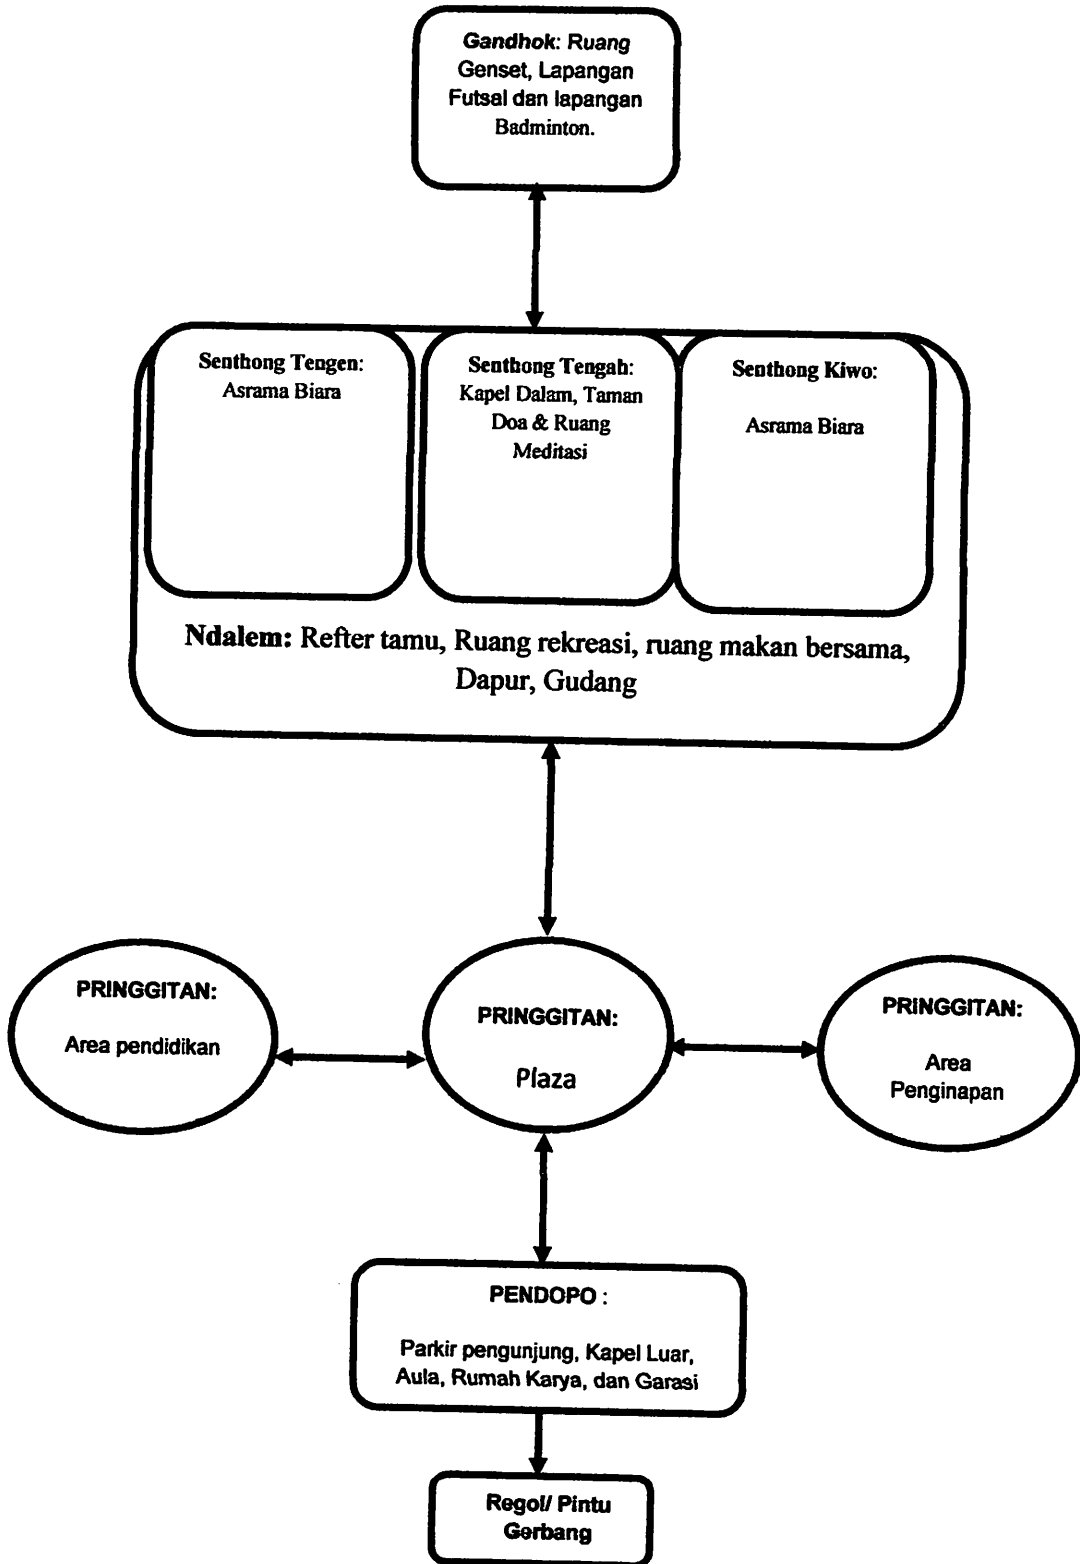 Gandhok: Ruang
Genset, Lapangan
Futsal dan lapangan
Badminton.
Senthong Tengen:
Asrama Biara
Senthong Tengah:
Kapel Dalam, Taman
Doa & Ruang
Meditasi
Senthong Kiwo:
Asrama Biara
Ndalem: Refter tamu, Ruang rekreasi, ruang makan bersama,
Dapur, Gudang
PRINGGITAN:
Area pendidikan
PRINGGITAN:
Plaza
PRINGGITAN:
Area
Penginapan
PENDOPO :
Parkir pengunjung, Kapel Luar,
Aula, Rumah Karya, dan Garasi
Regol/ Pintu
Gerbang